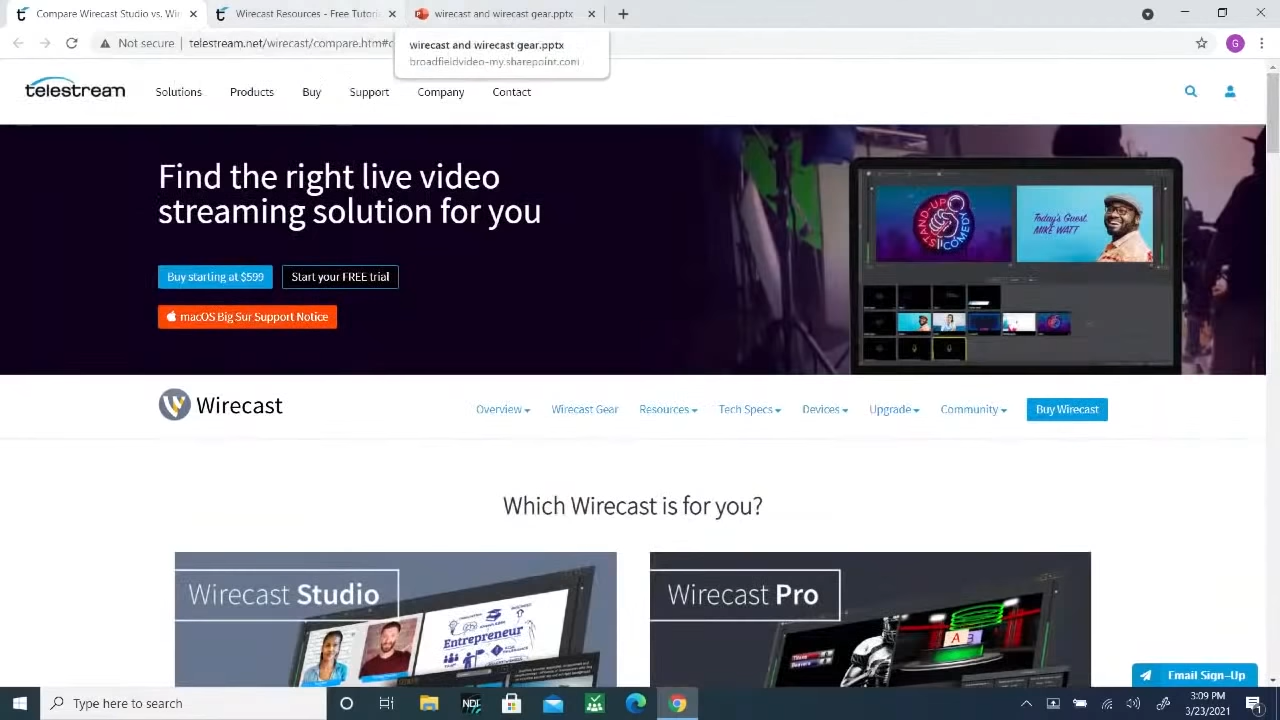 Compare Studio vs. Wi
Wirecast Resources - Free Tutori
wirecast and wirecast gear.pptx
Not secure
telestream.net/wirecast/compare.htm#c
wirecast and wirecast gear.pptx
broadfieldvideo-my.sharepoint.com
G
telestream
Solutions
Products
Buy
Support
Company
Contact
Find the right live video
streaming solution for you
Buy starting at $599
Start your FREE trial
macOS Big Sur Support Notice
STAND-UP
COMEDY
Today's Guest
MIKE WATT
Wirecast
Overview
Wirecast Gear
Resources
Tech Specs
Devices
Upgrade
Community
Buy Wirecast
Which Wirecast is for you?
Wirecast Studio
Entrepreneur
Wirecast Pro
A
Email Sign-Up
Type here to search
NDI
3:09 PM
3/23/2021
1